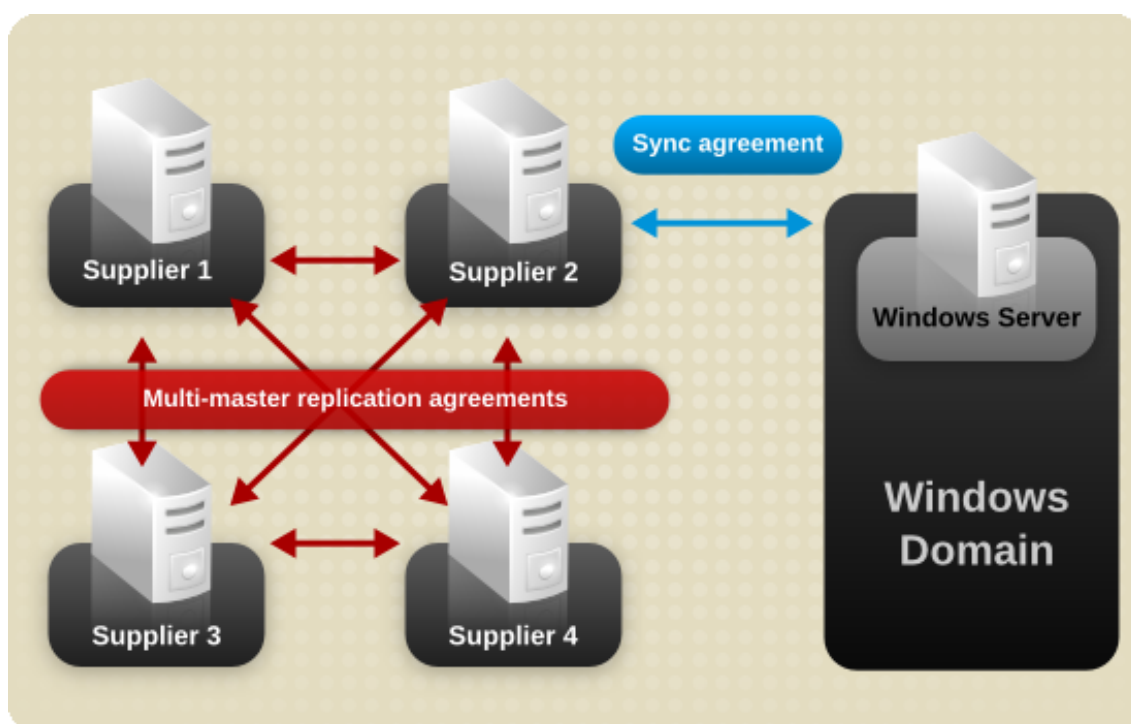 Sync agreement
Supplier 1
Supplier 2
Windows Server
Multi-master replication agreements
Windows
Domain
Supplier 3
Supplier 4